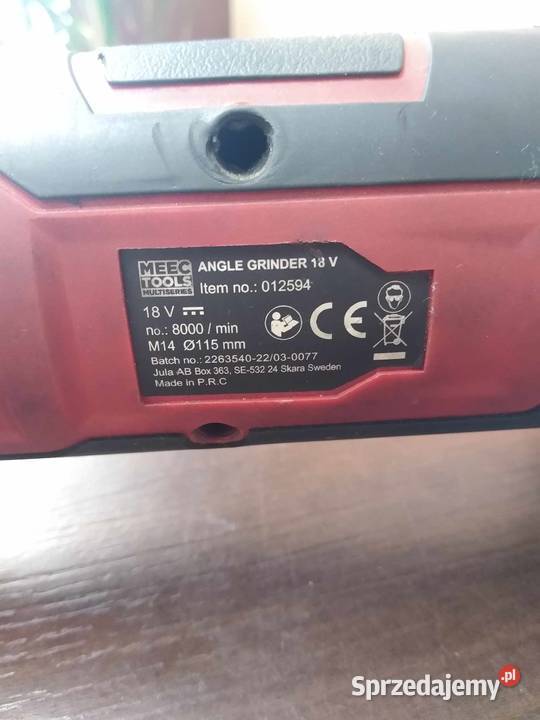 MEEC
TOOLS
MULTISERIES
ANGLE GRINDER 18 V
Item no.: 012594
18 V
no.: 8000 / min
M14 Ø115 mm
Batch no.: 2263540-22/03-0077
Jula AB Box 363, SE-532 24 Skara Sweden
Made in P.R.C
CE
Sprzedajemy.pl